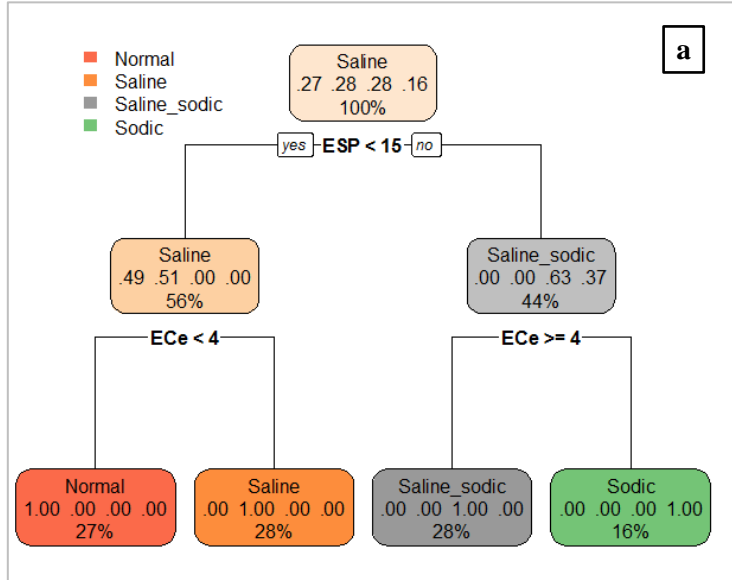 a
Normal
Saline
Saline_sodic
Sodic
Saline
.27 .28 .28 .16
100%
yes ESP < 15 no
Saline
.49 .51 .00 .00
56%
Saline_sodic
.00 .00 .63 .37
44%
ECe < 4
ECe >= 4
Normal
1.00 .00 .00 .00
27%
Saline
.00 1.00 .00 .00
28%
Saline_sodic
.00 .00 1.00 .00
28%
Sodic
.00 .00 .00 1.00
16%